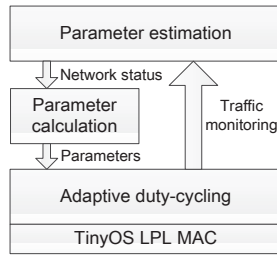 Parameter estimation
Network status
Parameter
calculation
Traffic
monitoring
Parameters
Adaptive duty-cycling
TinyOS LPL MAC